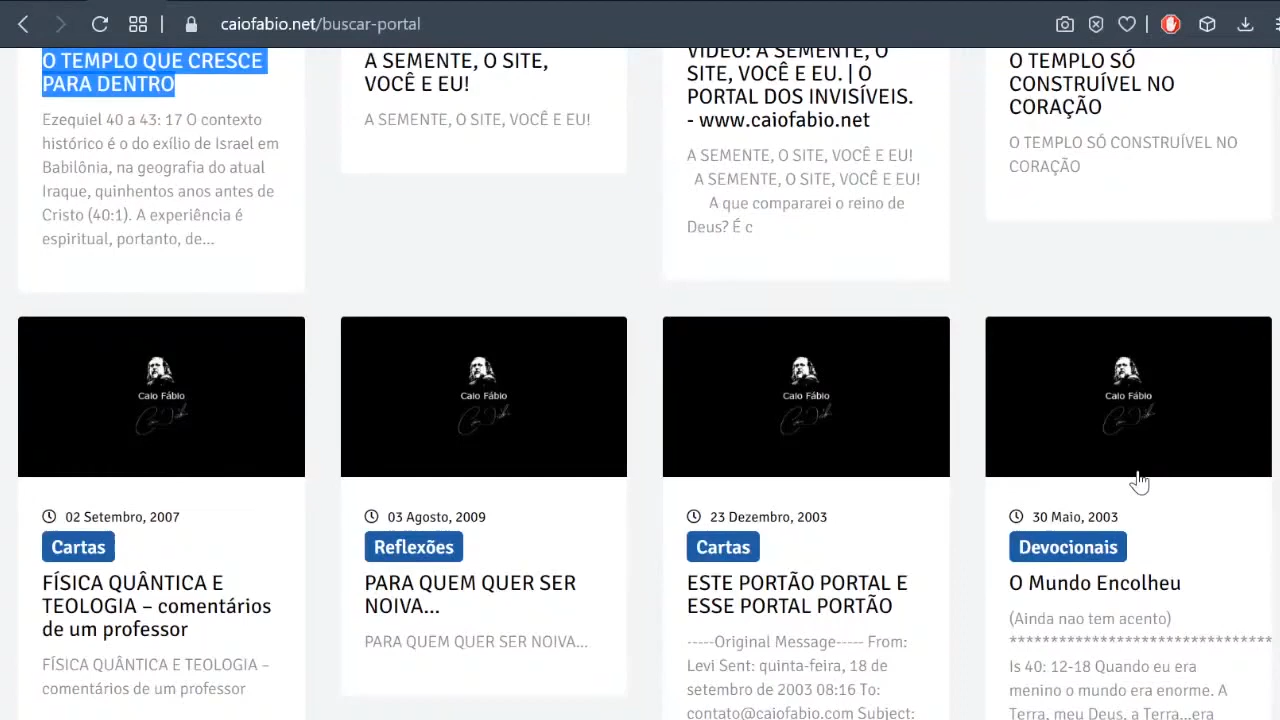 caiofabio.net/buscar-portal
O TEMPLO QUE CRESCE
PARA DENTRO
Ezequiel 40 a 43: 17 O contexto
histórico é o do exílio de Israel em
Babilônia, na geografia do atual
Iraque, quinhentos anos antes de
Cristo (40:1). A experiência é
espiritual, portanto, de...
A SEMENTE, O SITE,
VOCÊ E EU!
A SEMENTE, O SITE, VOCÊ E EU!
VÍDEO: A SEMENTE, O
SITE, VOCÊ E EU. | O
PORTAL DOS INVISÍVEIS.
- www.caiofabio.net
A SEMENTE, O SITE, VOCÊ E EU!
A SEMENTE, O SITE, VOCÊ E EU!
A que compararei o reino de
Deus? É c
O TEMPLO SÓ
CONSTRUÍVEL NO
CORAÇÃO
O TEMPLO SÓ CONSTRUÍVEL NO
CORAÇÃO
Caio Fábio
02 Setembro, 2007
Cartas
FÍSICA QUÂNTICA E
TEOLOGIA – comentários
de um professor
FÍSICA QUÂNTICA E TEOLOGIA –
comentários de um professor
Caio Fábio
03 Agosto, 2009
Reflexões
PARA QUEM QUER SER
NOIVA...
PARA QUEM QUER SER NOIVA...
Caio Fábio
23 Dezembro, 2003
Cartas
ESTE PORTÃO PORTAL E
ESSE PORTAL PORTÃO
-----Original Message----- From:
Levi Sent: quinta-feira, 18 de
setembro de 2003 08:16 To:
contato@caiofabio.com Subject:
Caio Fábio
30 Maio, 2003
Devocionais
O Mundo Encolheu
(Ainda nao tem acento)
********************************
Is 40: 12-18 Quando eu era
menino o mundo era enorme. A
Terra, meu Deus, a Terra...era